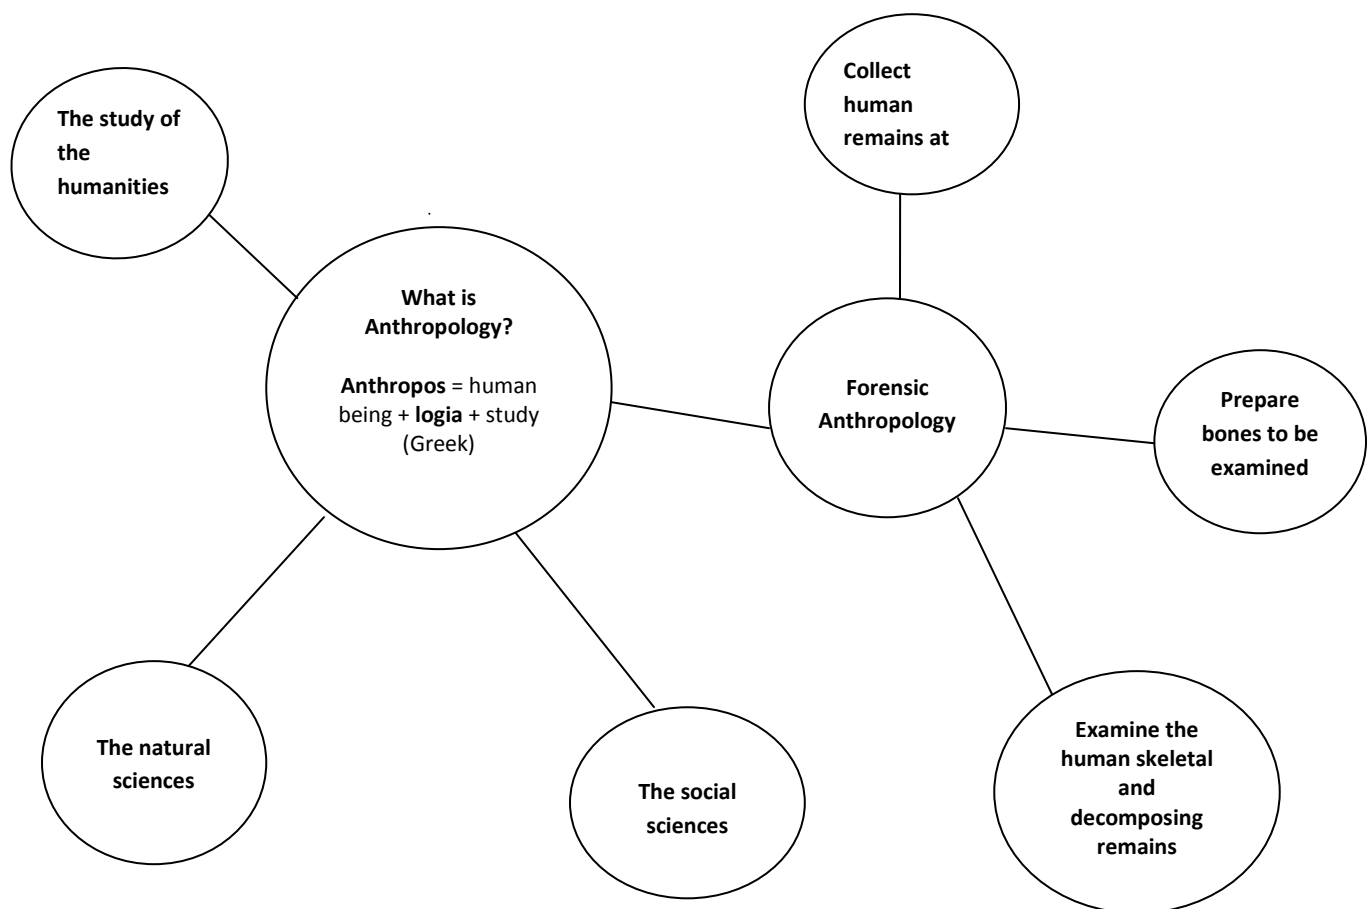 The study of
the
humanities
What is
Anthropology?
Anthropos = human
being + logia + study
(Greek)
The natural
sciences
The social
sciences
Collect
human
remains at
Forensic
Anthropology
Prepare
bones to be
examined
Examine the
human skeletal
and
decomposing
remains